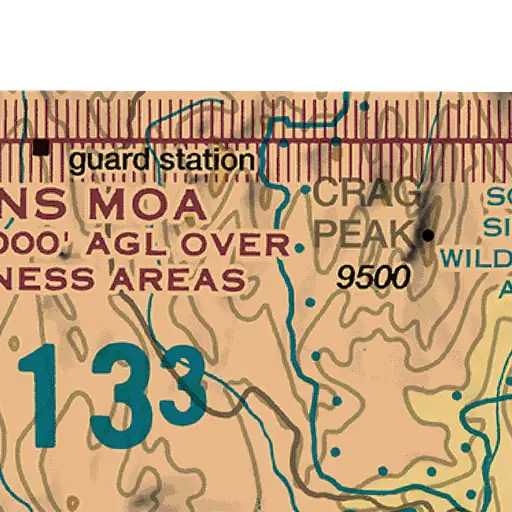 guard station
NS MOA
000' AGL OVER
NESS AREAS
CRAG
PEAK
9500
SO
SI
WILD
A
133